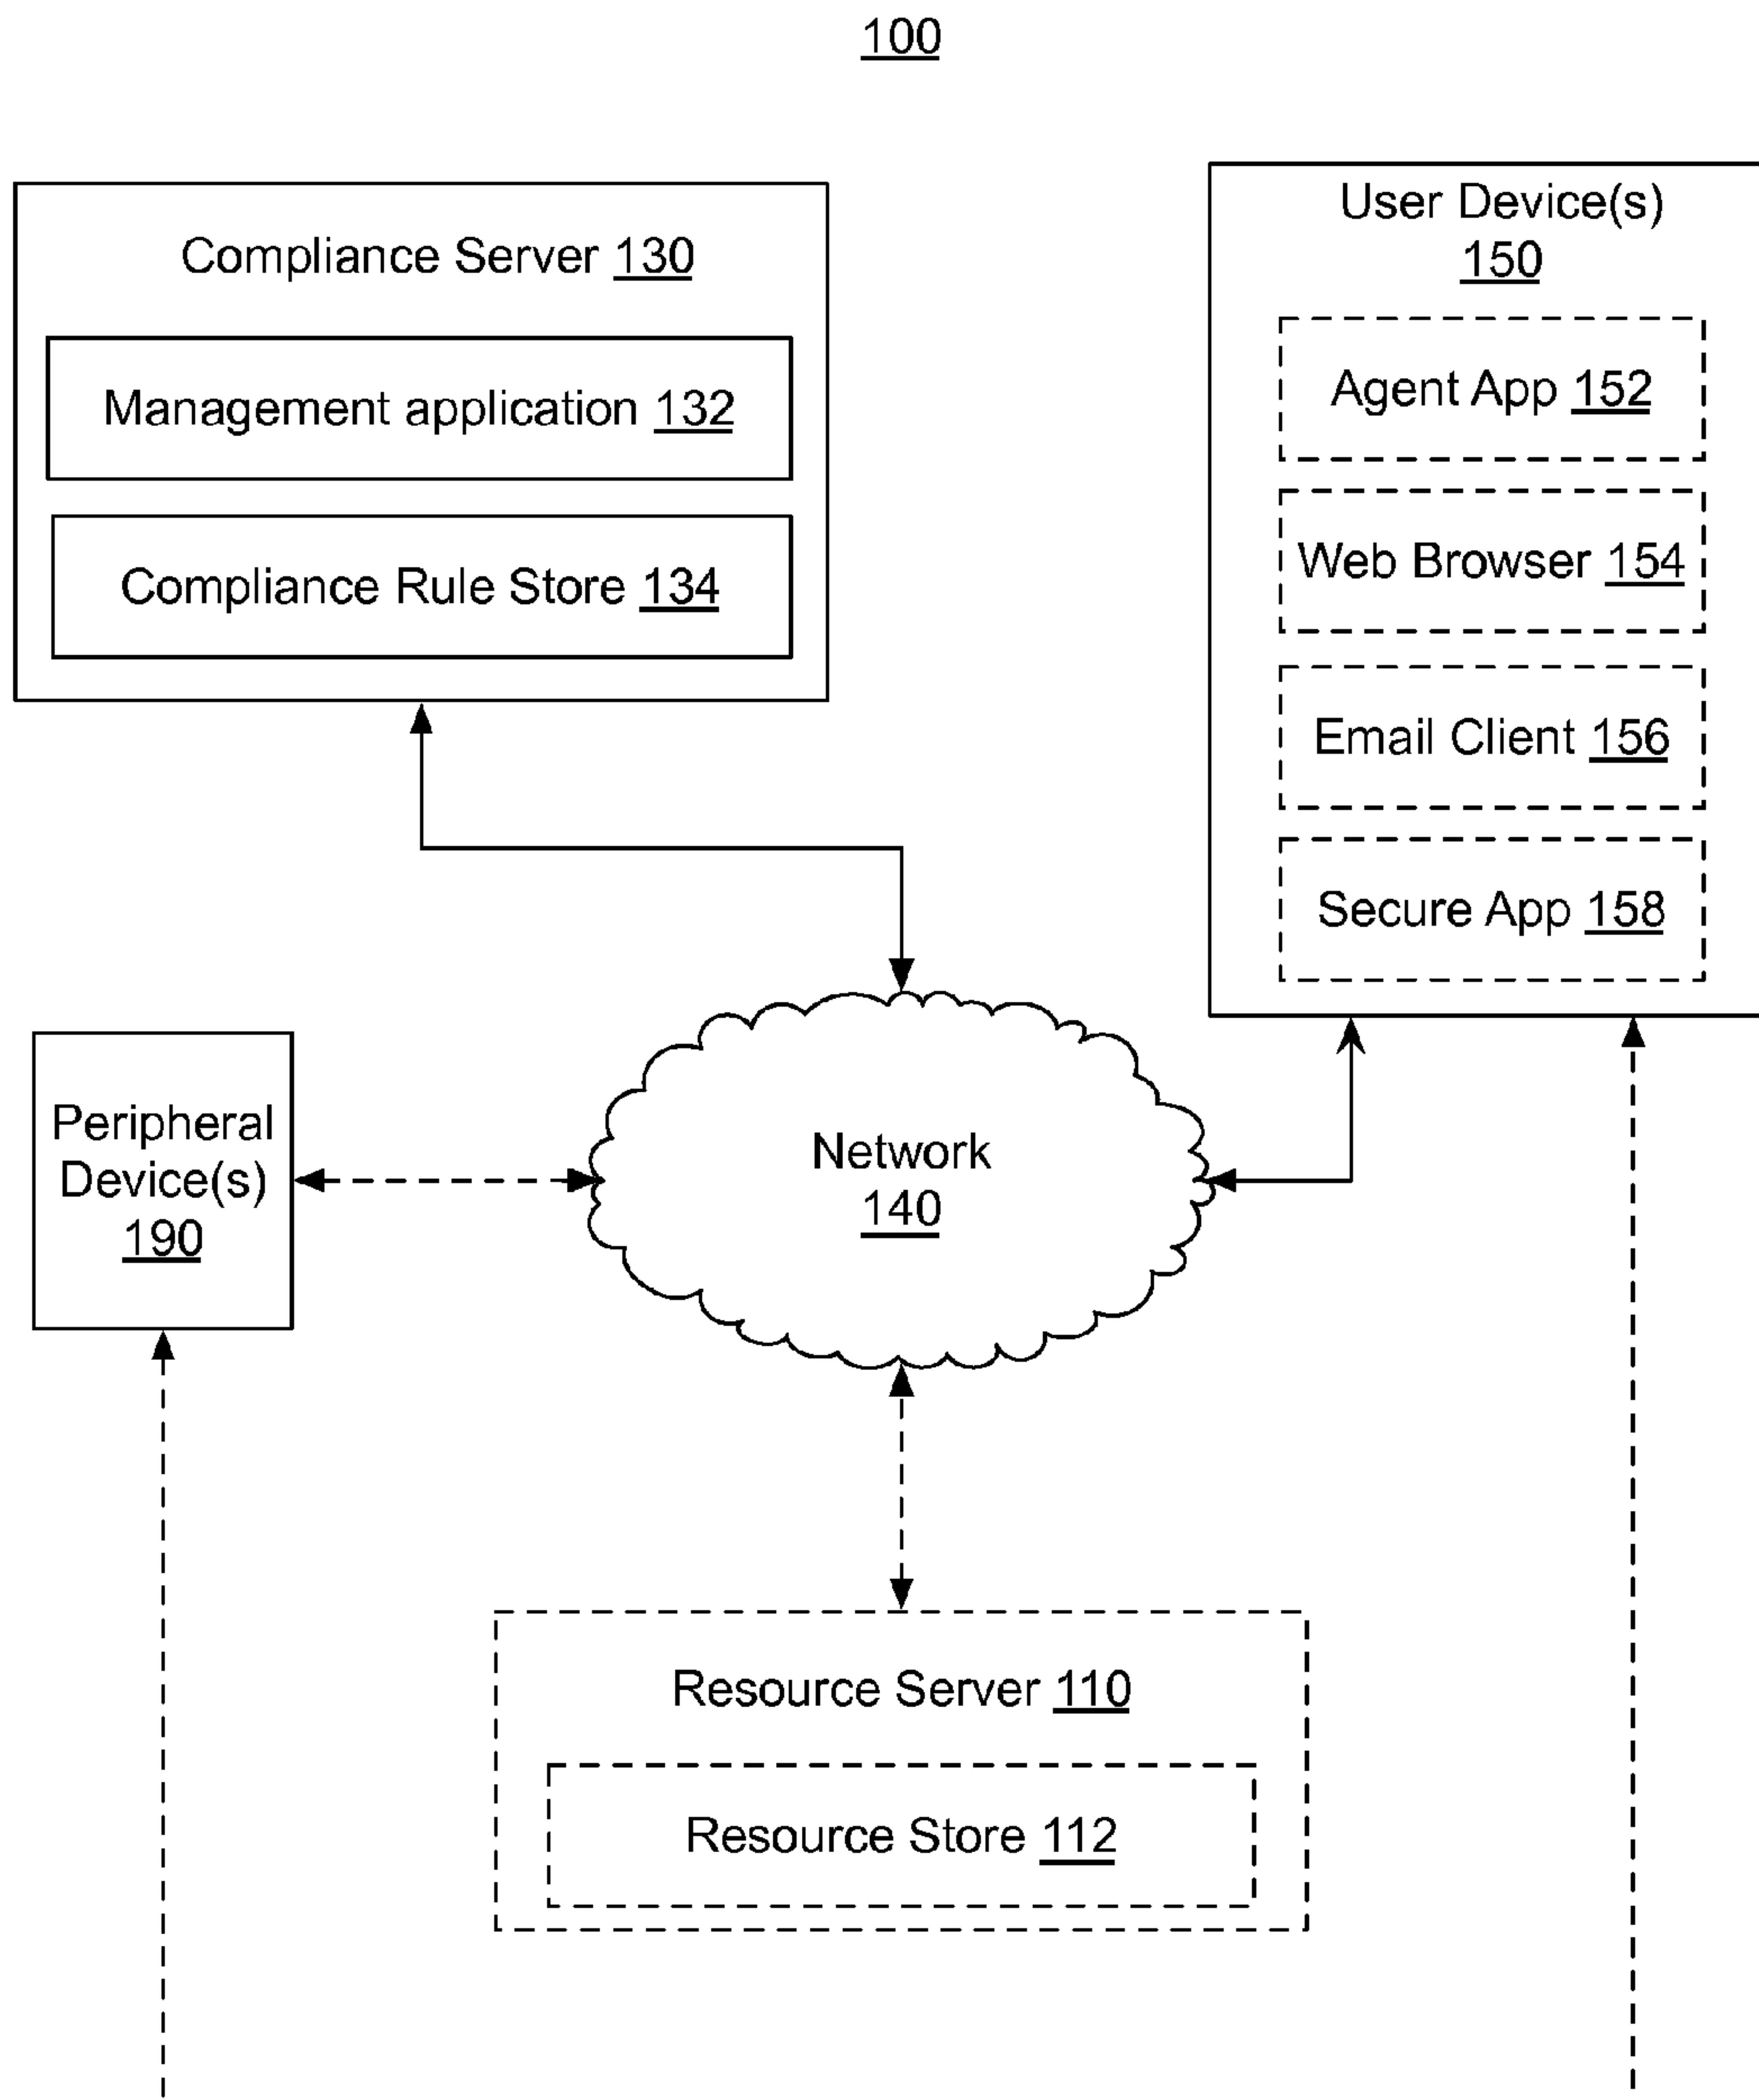 100
Compliance Server 130
Management application 132
Compliance Rule Store 134
User Device(s)
150
Agent App 152
Web Browser 154
Email Client 156
Secure App 158
Peripheral
Device(s)
190
Network
140
Resource Server 110
Resource Store 112